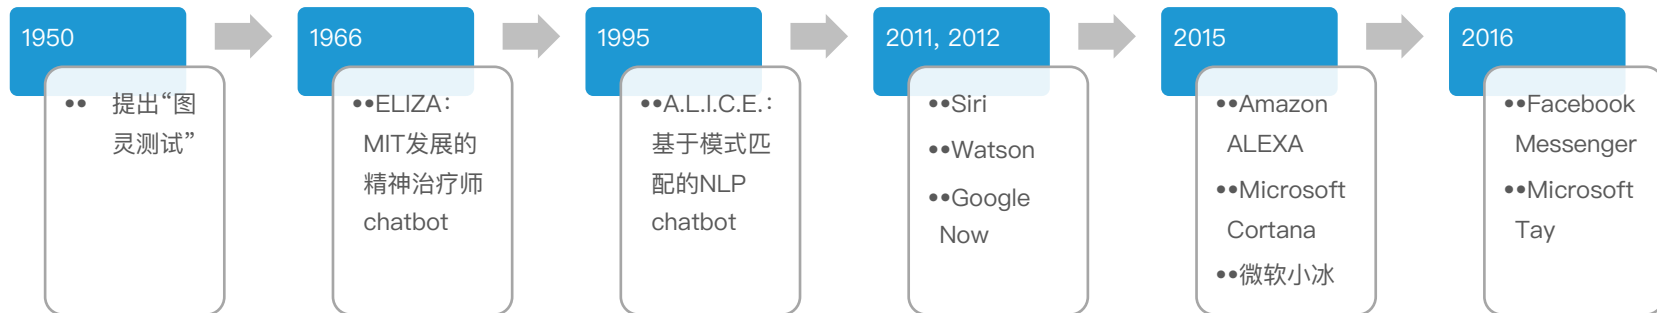 1950
•• 提出“图
灵测试”
1966
••ELIZA：
MIT发展的
精神治疗师
chatbot
1995
••A.L.I.C.E.：
基于模式匹
配的NLP
chatbot
2011, 2012
••Siri
••Watson
••Google
Now
2015
••Amazon
ALEXA
••Microsoft
Cortana
••微软小冰
2016
••Facebook
Messenger
••Microsoft
Tay